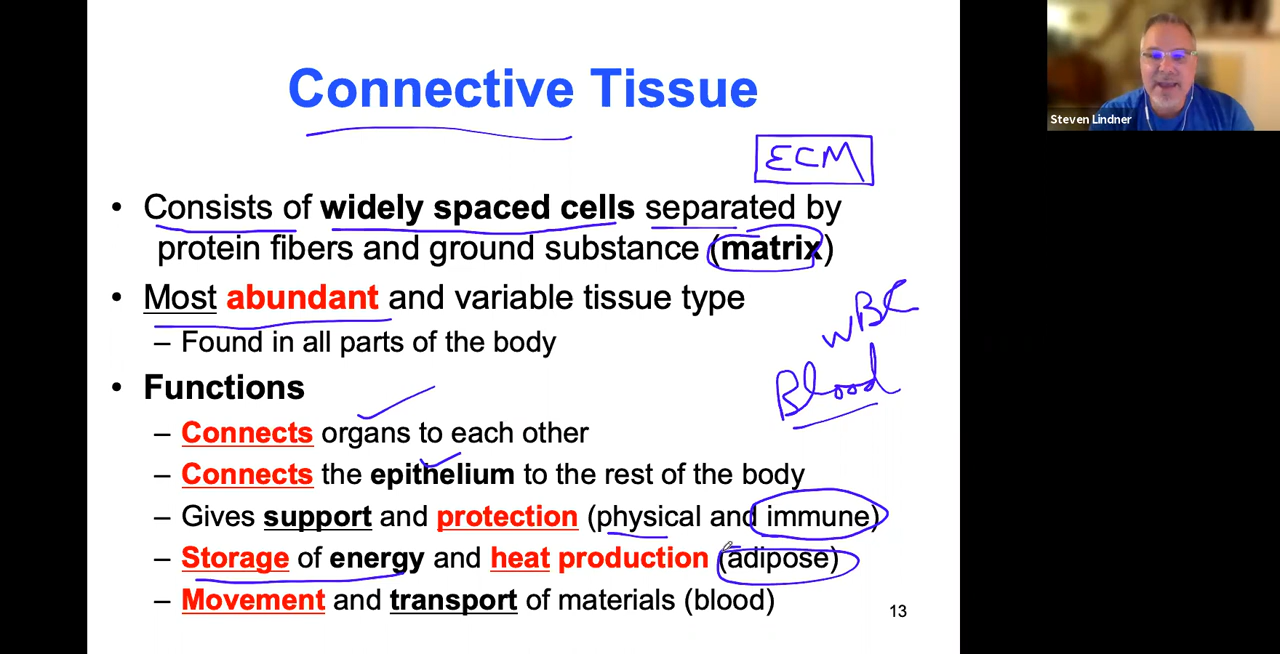 Connective Tissue
Steven Lindner
ECM
• Consists of widely spaced cells separated by
protein fibers and ground substance (matrix)
• Most abundant and variable tissue type
– Found in all parts of the body
WBC
Blood
• Functions
– Connects organs to each other
– Connects the epithelium to the rest of the body
– Gives support and protection (physical and immune)
– Storage of energy and heat production (adipose)
– Movement and transport of materials (blood)
13